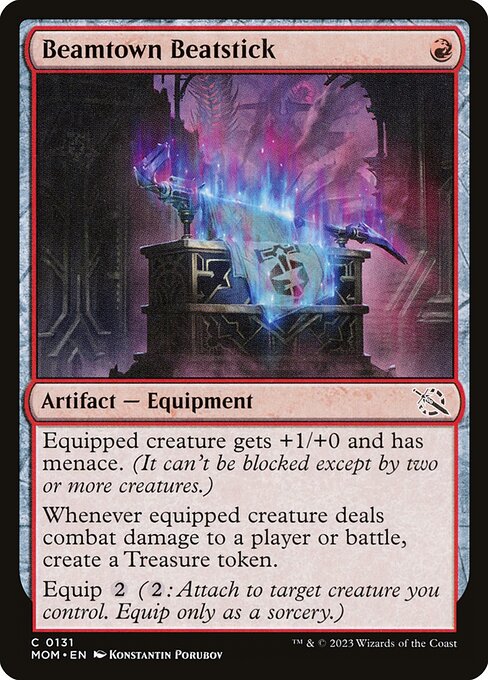 Beamtown Beatstick
Artifact — Equipment
Equipped creature gets +1/+0 and has
menace. (It can't be blocked except by two
or more creatures.)
Whenever equipped creature deals
combat damage to a player or battle,
create a Treasure token.
Equip 2 (2: Attach to target creature you
control. Equip only as a sorcery.)
C 0131
MOM • EN Konstantin Porubov
™ & © 2023 Wizards of the Coast